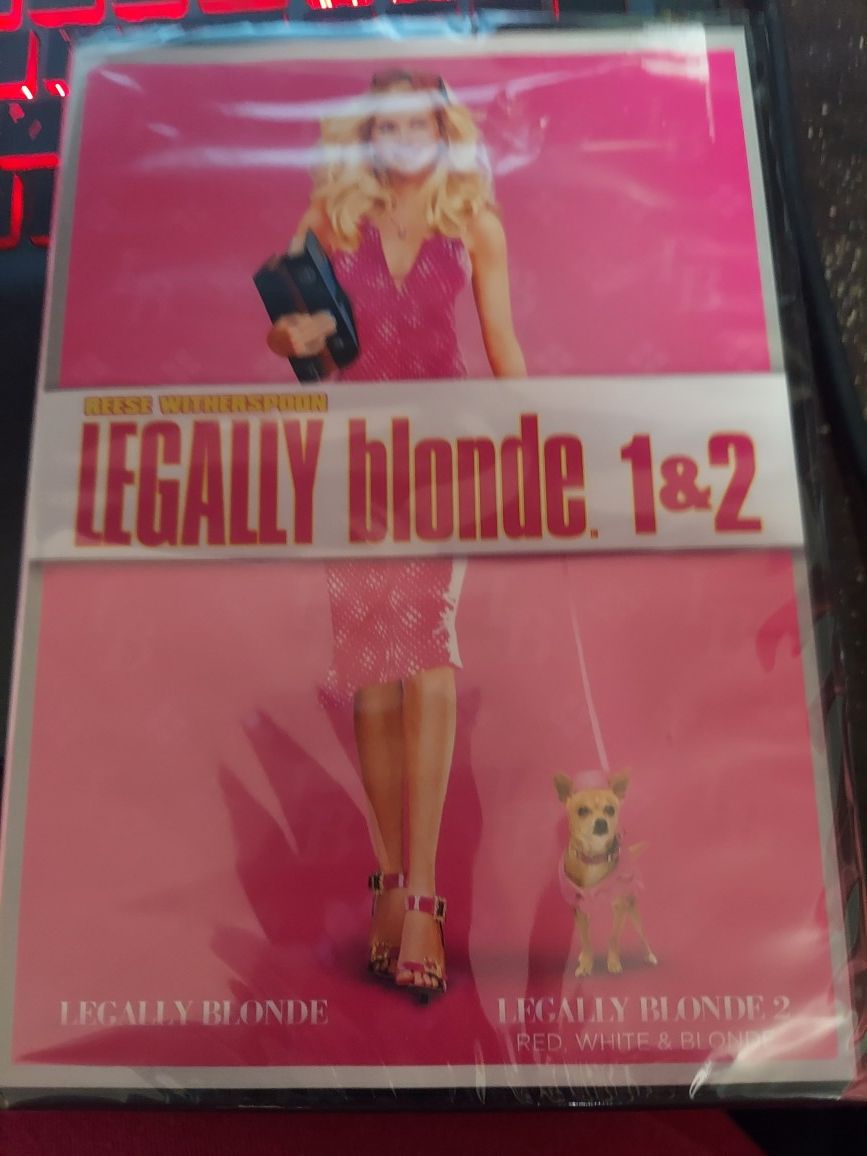 REESE WITHERSPOON
LEGALLY blonde. 1&2
LEGALLY BLONDE
LEGALLY BLONDE 2
RED, WHITE & BLONDE